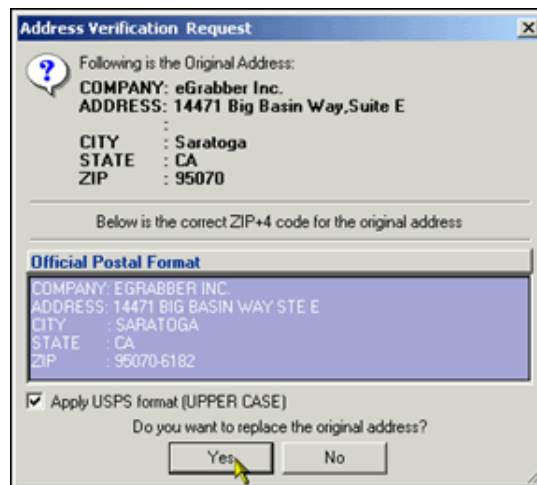 Address Verification Request
Following is the Original Address:
COMPANY: eGrabber Inc.
ADDRESS: 14471 Big Basin Way,Suite E
:
CITY : Saratoga
STATE : CA
ZIP : 95070
Below is the correct ZIP+4 code for the original address
Official Postal Format
COMPANY: EGRABBER INC.
ADDRESS: 14471 BIG BASIN WAY STE E
CITY : SARATOGA
STATE : CA
ZIP : 95070-6182
Apply USPS format (UPPER CASE)
Do you want to replace the original address?
Yes No